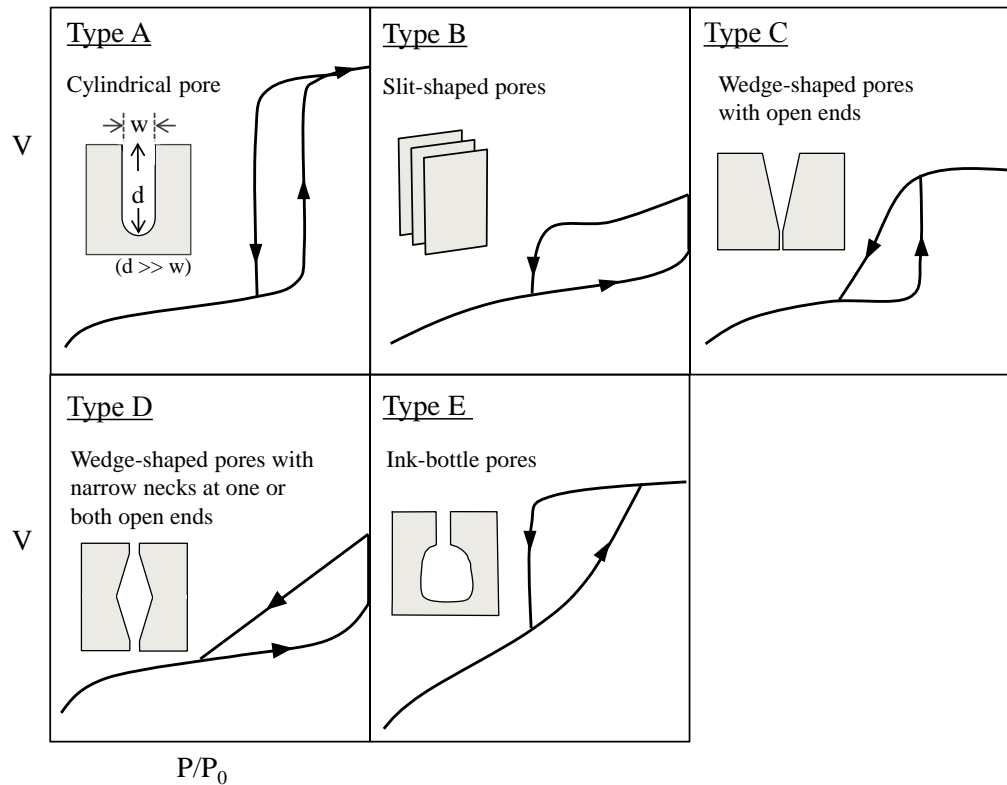 Type A
Cylindrical pore
w
d
(d >> w)
Type B
Slit-shaped pores
Type C
Wedge-shaped pores
with open ends
V
Type D
Wedge-shaped pores with
narrow necks at one or
both open ends
Type E
Ink-bottle pores
V
P/P0